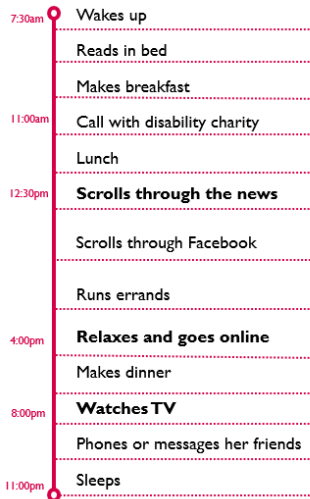 7:30am Wakes up
Reads in bed
Makes breakfast
11:00am Call with disability charity
Lunch
12:30pm Scrolls through the news
Scrolls through Facebook
Runs errands
4:00pm Relaxes and goes online
Makes dinner
8:00pm Watches TV
Phones or messages her friends
11:00pm Sleeps